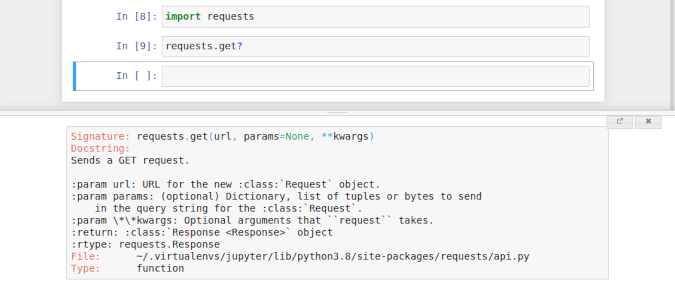 In [8]: import requests
In [9]: requests.get?
In [ ]:
Signature: requests.get(url, params=None, **kwargs)
Docstring:
Sends a GET request.
:param url: URL for the new :class:`Request` object.
:param params: (optional) Dictionary, list of tuples or bytes to send
    in the query string for the :class:`Request`.
:param \*\*kwargs: Optional arguments that ``request`` takes.
:return: :class:`Response <Response>` object
:rtype: requests.Response
File:      ~/.virtualenvs/jupyter/lib/python3.8/site-packages/requests/api.py
Type:      function